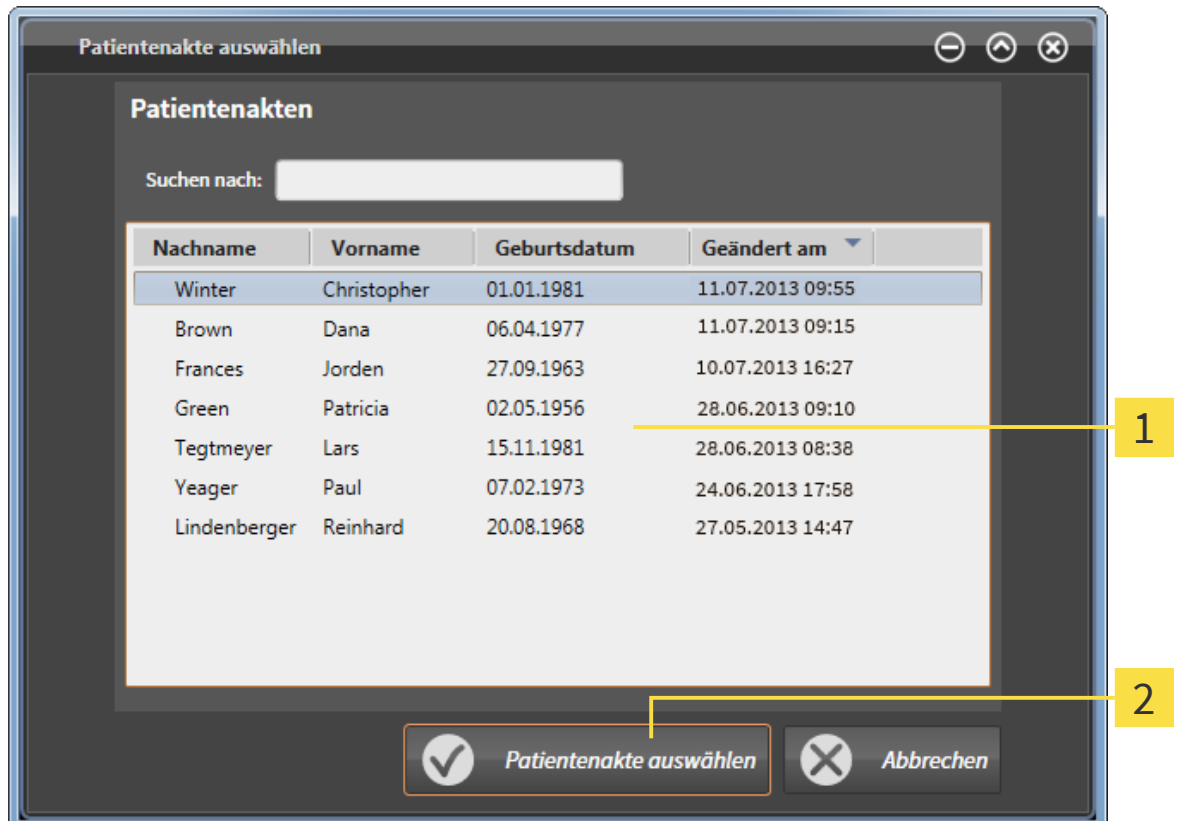 Patientenakte auswählen
Patientenakten
Suchen nach:
Nachname Vorname Geburtsdatum Geändert am
Winter Christopher 01.01.1981 11.07.2013 09:55
Brown Dana 06.04.1977 11.07.2013 09:15
Frances Jorden 27.09.1963 10.07.2013 16:27
Green Patricia 02.05.1956 28.06.2013 09:10
1
Tegtmeyer Lars 15.11.1981 28.06.2013 08:38
Yeager Paul 07.02.1973 24.06.2013 17:58
Lindenberger Reinhard 20.08.1968 27.05.2013 14:47
2
Patientenakte auswählen Abbrechen